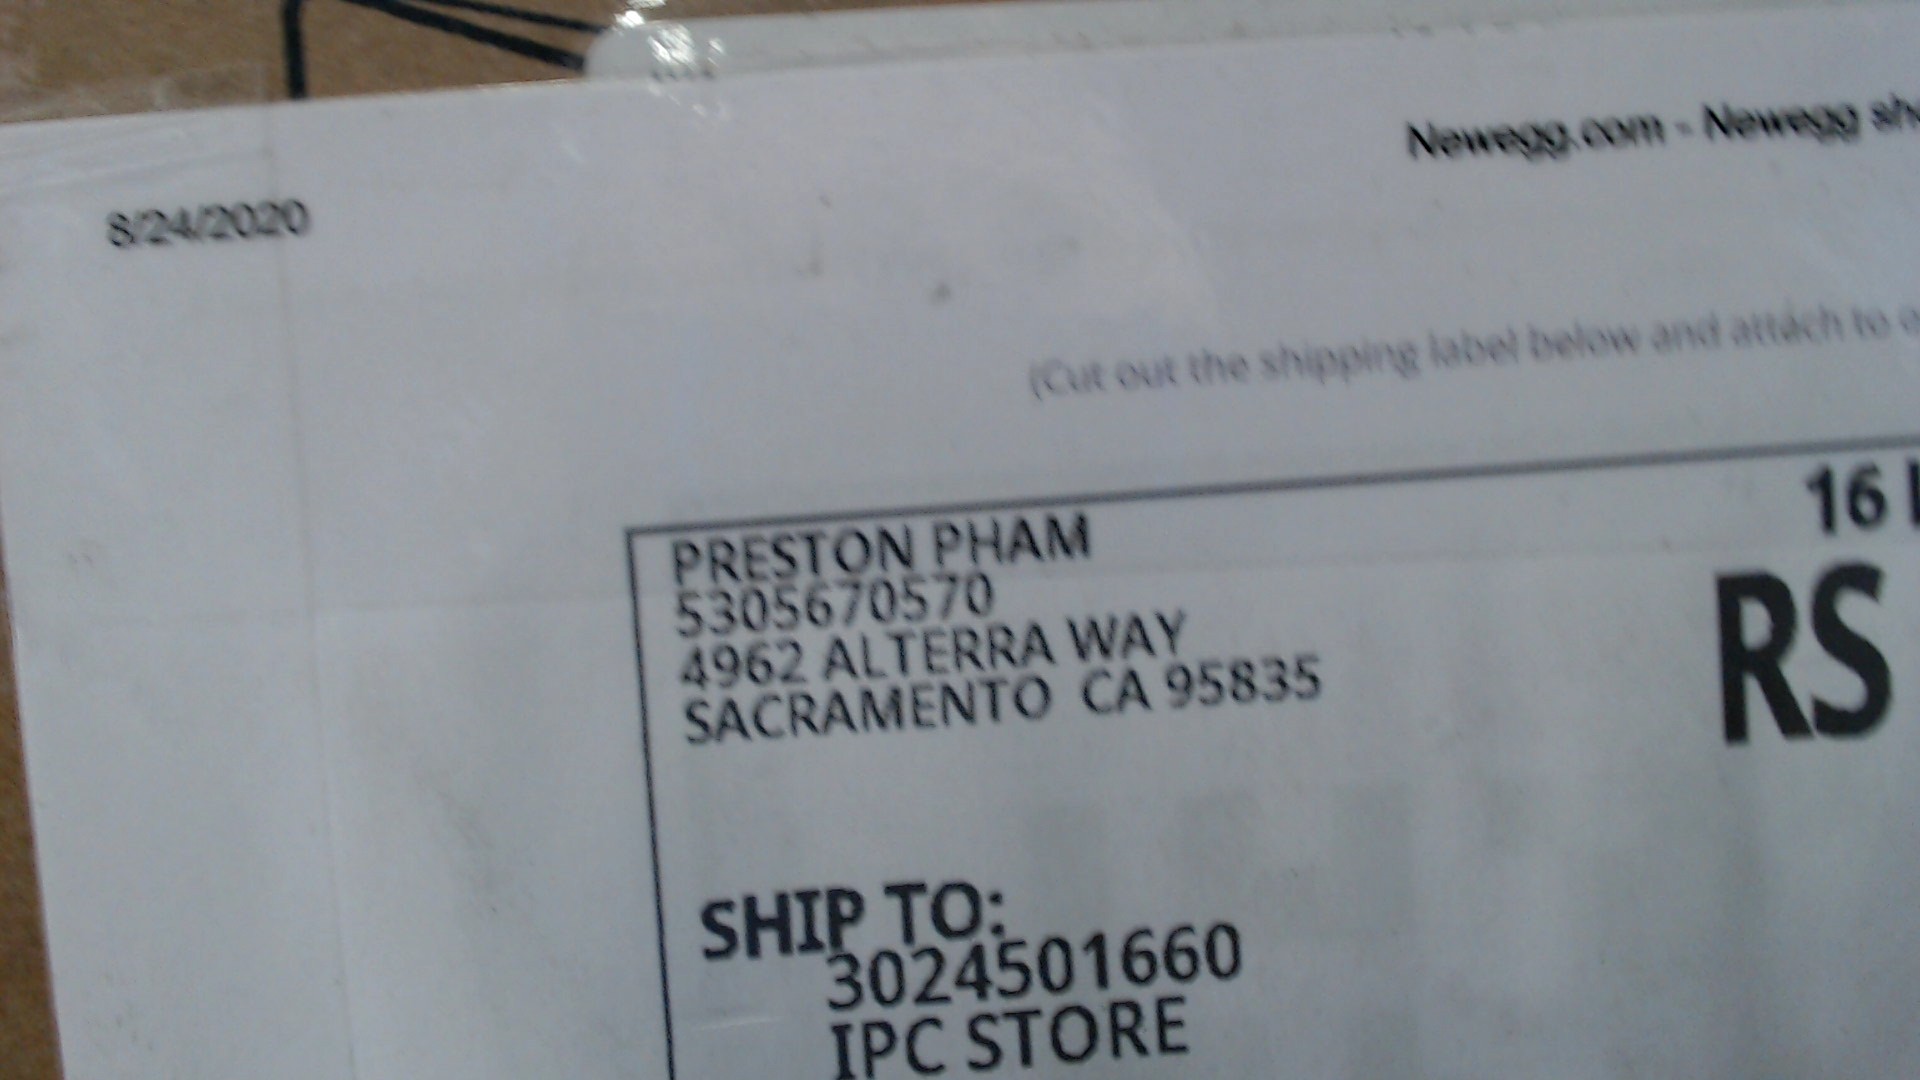 Newegg.com - Newegg
8/24/2020
(Cut out the shipping label below and attach to
16
PRESTON PHAM
5305670570
4962 ALTERRA WAY
SACRAMENTO CA 95835
RS
SHIP TO:
3024501660
IPC STORE